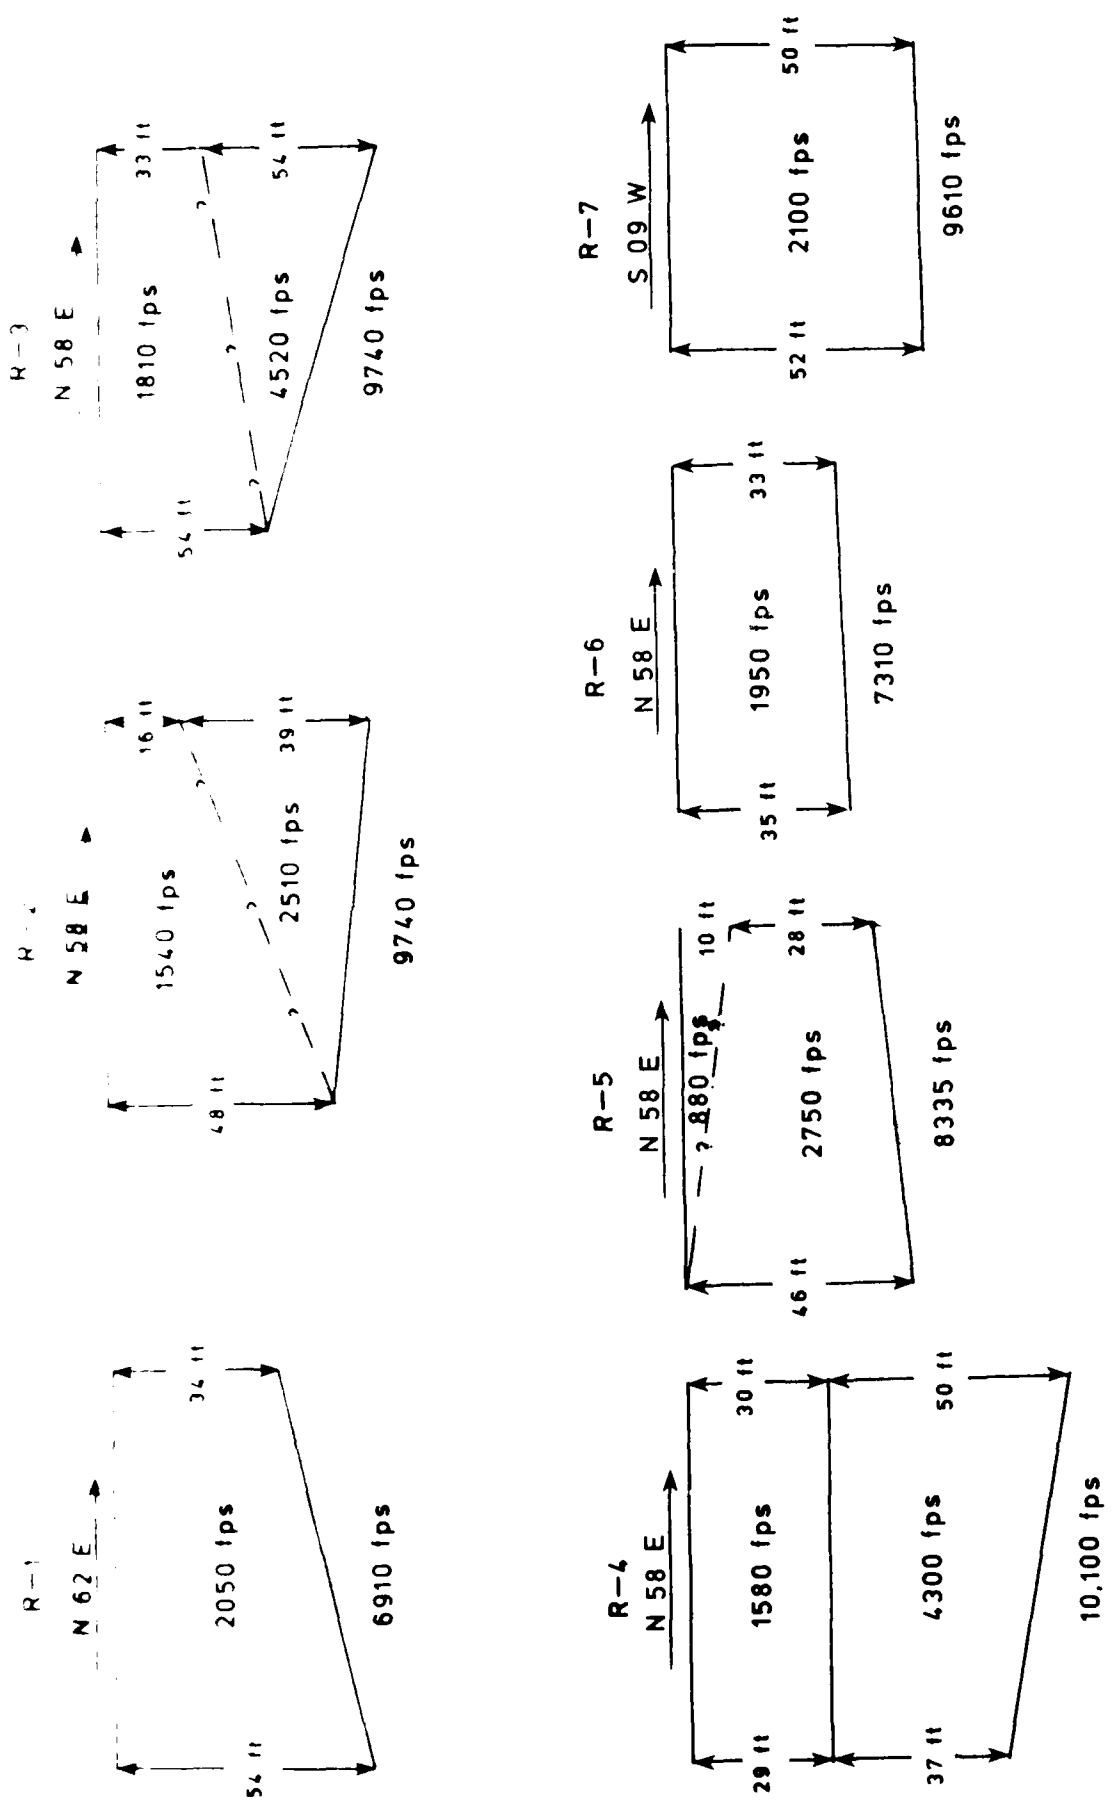 R-1
N 62 E
54 ft
34 ft
2050 fps
6910 fps
R-2
N 58 E
48 ft
16 ft
1540 fps
?
?
?
39 ft
2510 fps
9740 fps
R-3
N 58 E
54 ft
33 ft
1810 fps
?
?
?
54 ft
4520 fps
9740 fps
R-4
N 58 E
29 ft
30 ft
1580 fps
37 ft
50 ft
4300 fps
10,100 fps
R-5
N 58 E
880 fps
10 ft
?
?
46 ft
28 ft
2750 fps
8335 fps
R-6
N 58 E
35 ft
33 ft
1950 fps
7310 fps
R-7
S 09 W
52 ft
50 ft
2100 fps
9610 fps